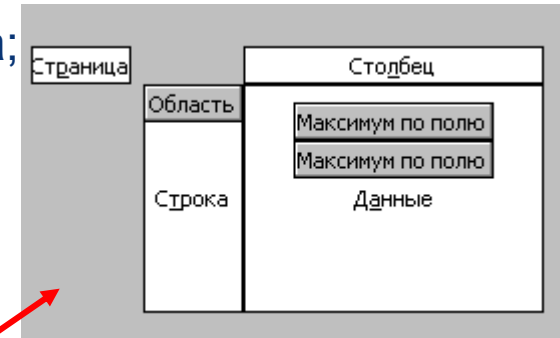 а;
Страница
Столбец
Область
Максимум по полю
Максимум по полю
Строка
Данные